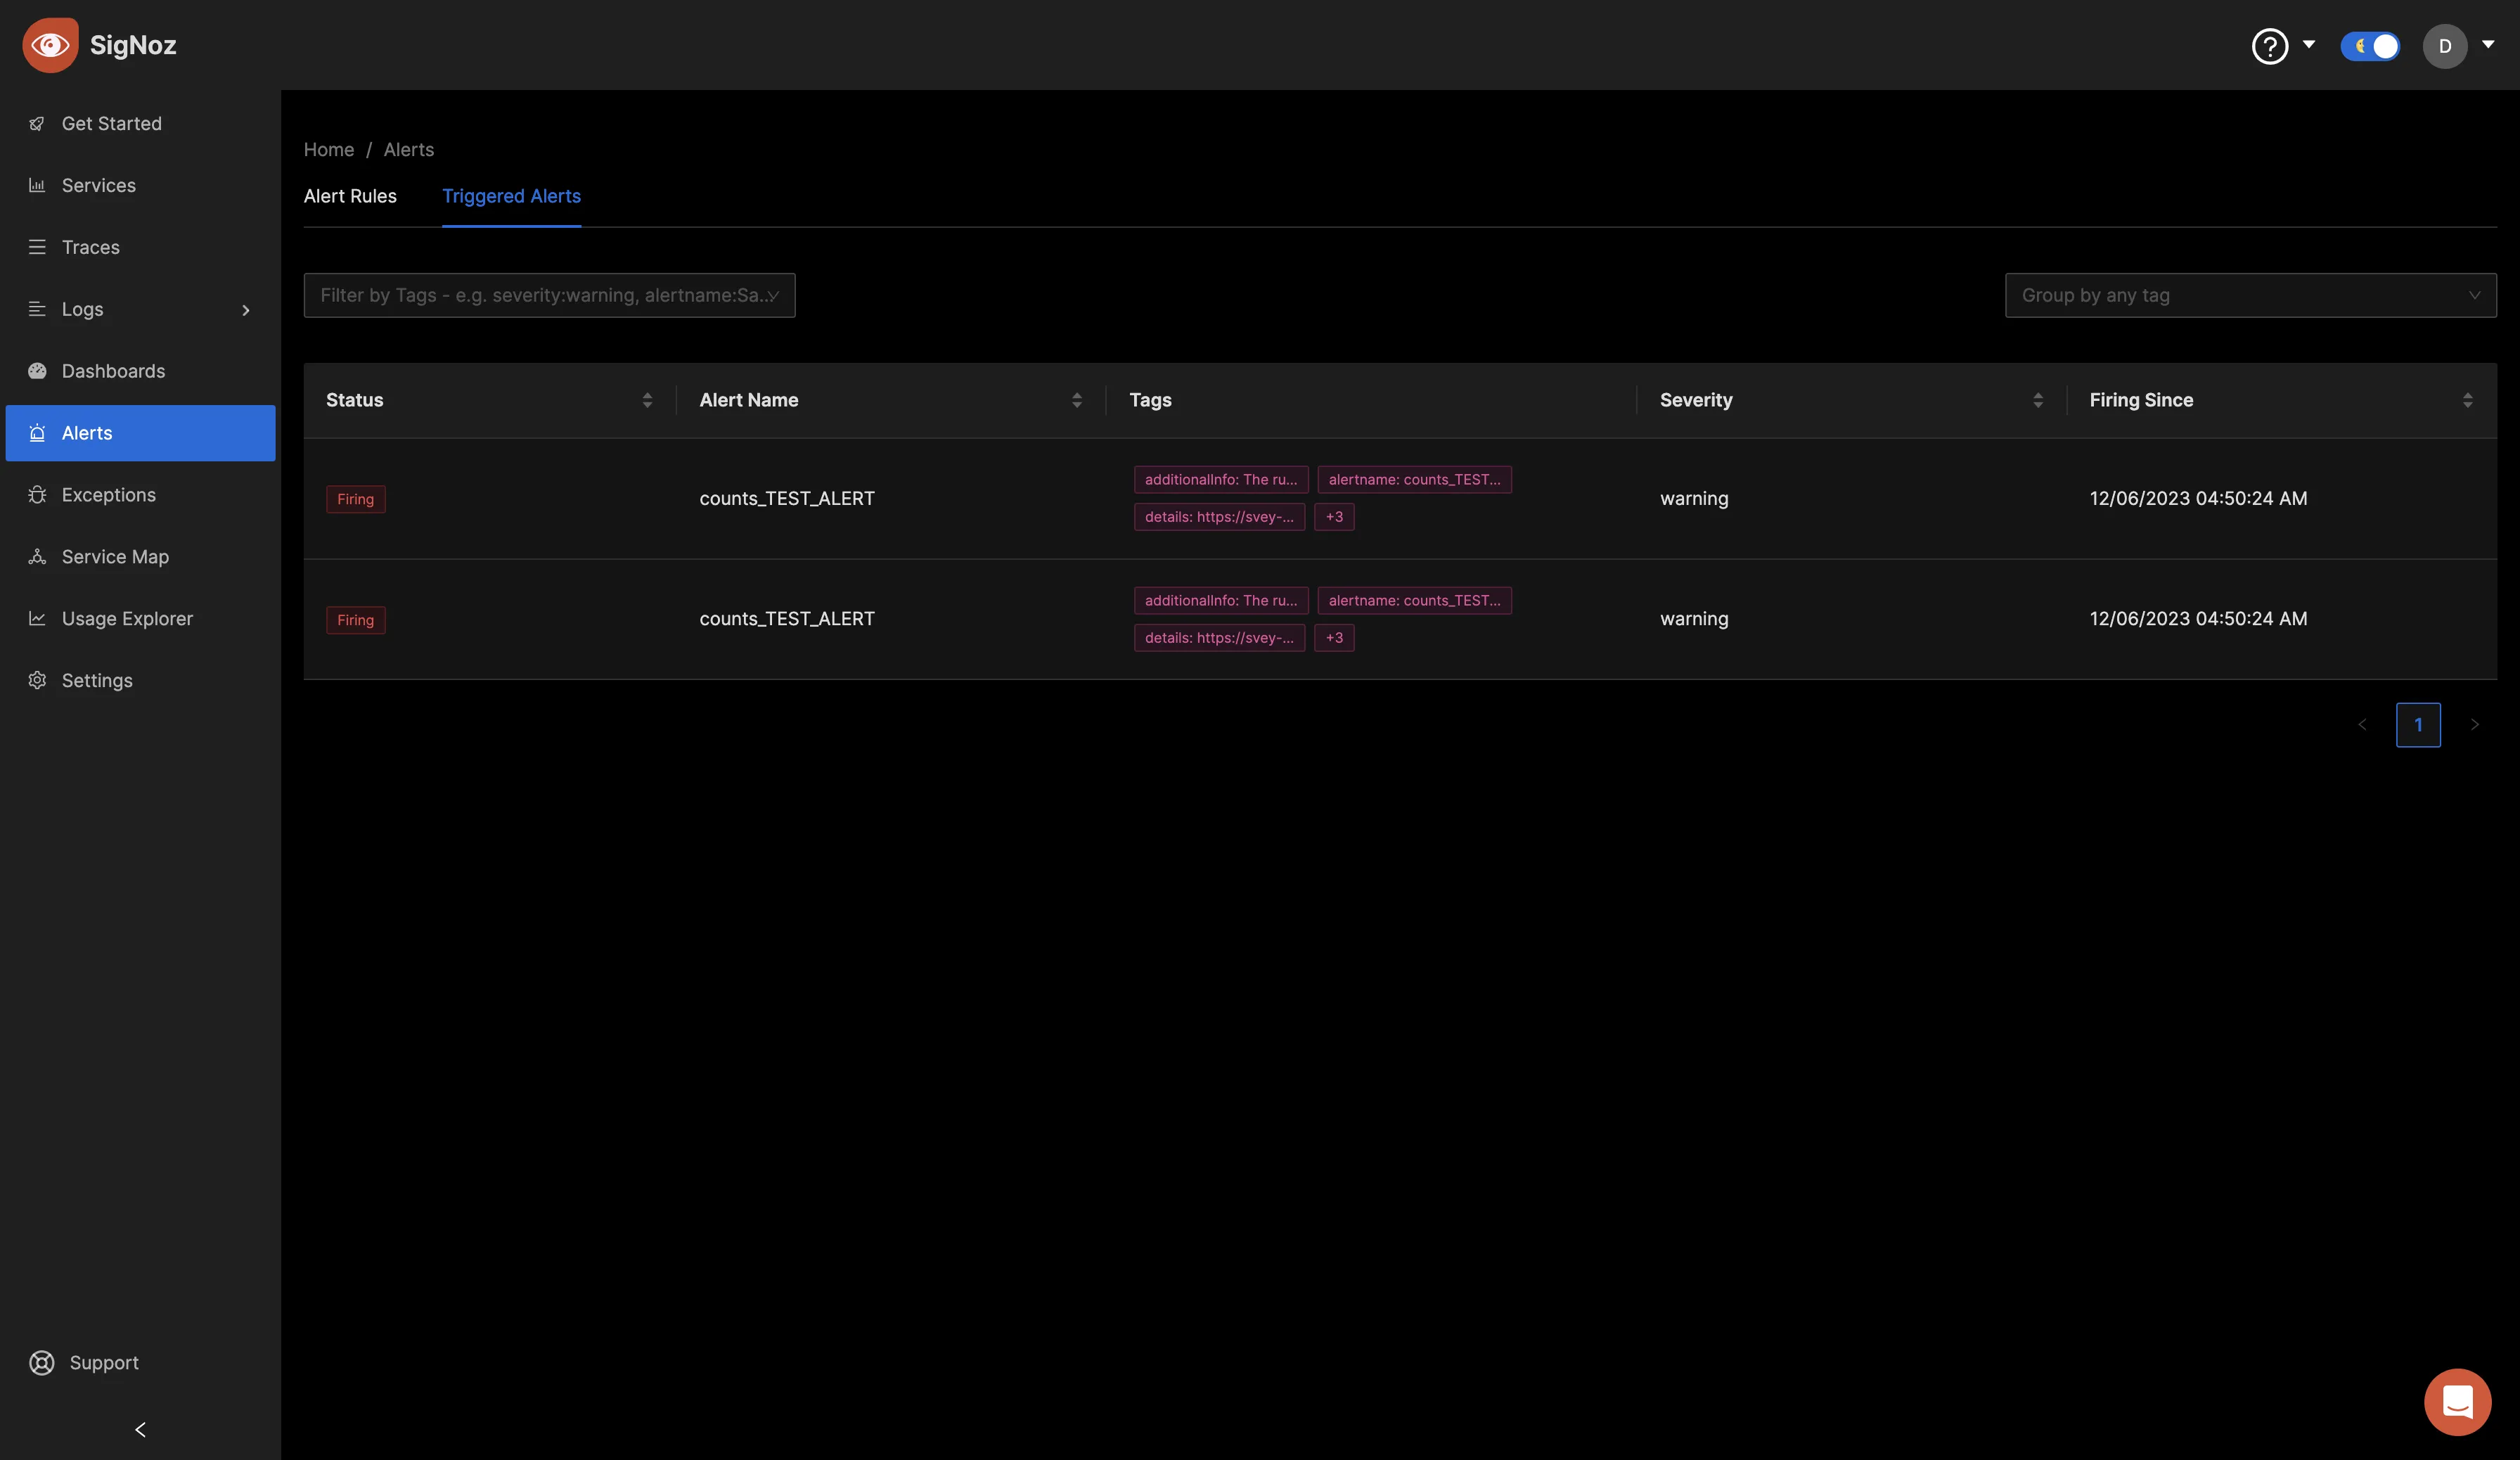 SigNoz
D
Get Started
Services
Traces
Logs
Dashboards
Alerts
Exceptions
Service Map
Usage Explorer
Settings
Support
Home / Alerts
Alert Rules Triggered Alerts
Filter by Tags - e.g. severity:warning, alertname:Sa... Group by any tag
Status Alert Name Tags Severity Firing Since
Firing counts_TEST_ALERT additionalInfo: The ru... alertname: counts_TEST... warning 12/06/2023 04:50:24 AM
details: https://svey-... +3
Firing counts_TEST_ALERT additionalInfo: The ru... alertname: counts_TEST... warning 12/06/2023 04:50:24 AM
details: https://svey-... +3
1